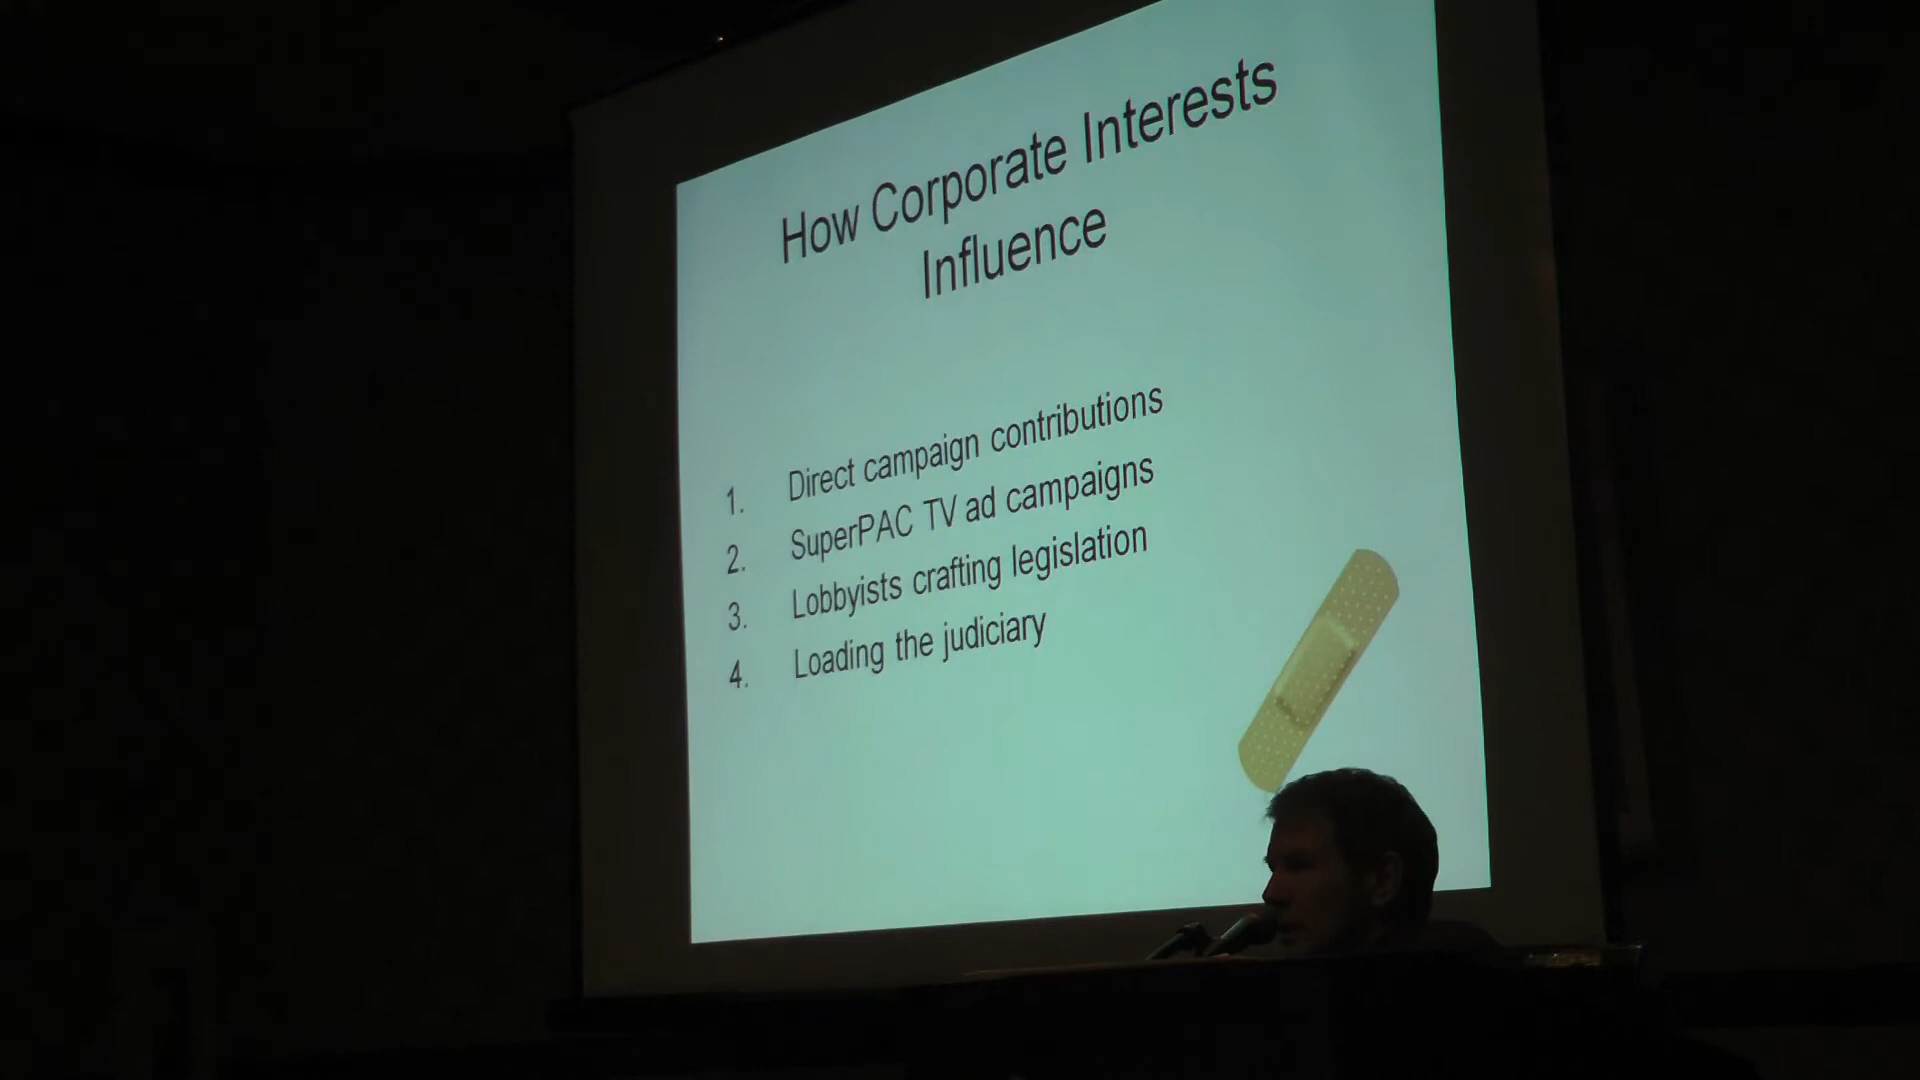 How Corporate Interests
Influence
1. Direct campaign contributions
2. SuperPAC TV ad campaigns
3. Lobbyists crafting legislation
4. Loading the judiciary